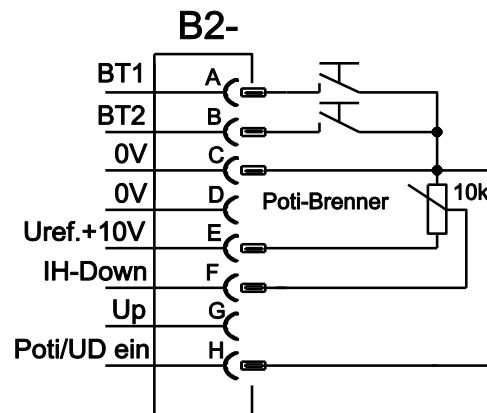 B2-
BT1 A
BT2 B
0V C
0V D
Poti-Brenner 10k
Uref.+10V E
IH-Down F
Up G
Poti/UD ein H